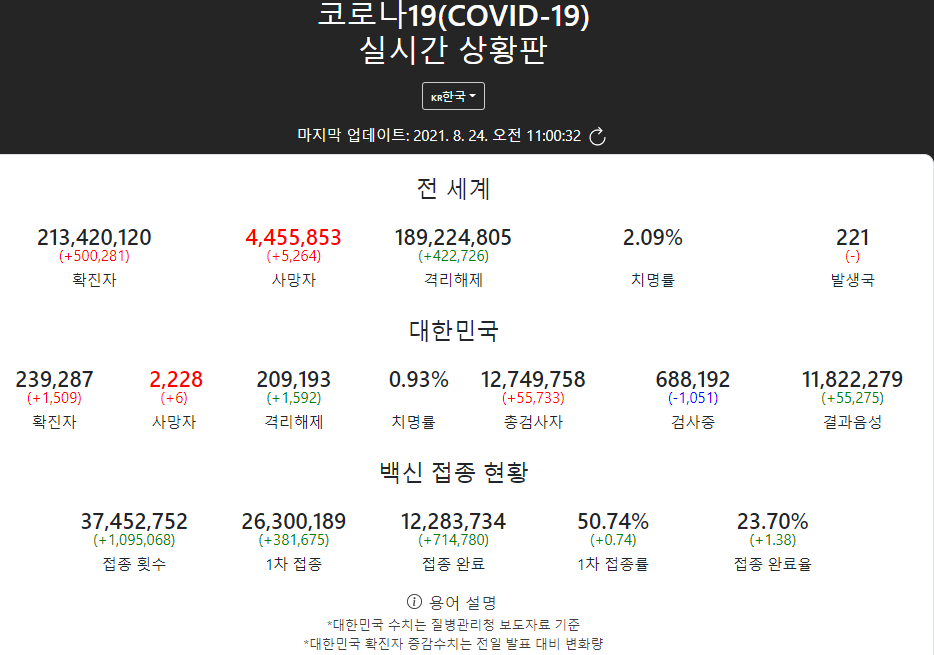 코로나19(COVID-19)
실시간 상황판
KR한국
마지막 업데이트: 2021. 8. 24. 오전 11:00:32
전 세계
213,420,120 4,455,853 189,224,805 2.09% 221
(+500,281) (+5,264) (+422,726) (-)
확진자 사망자 격리해제 치명률 발생국
대한민국
239,287 2,228 209,193 0.93% 12,749,758 688,192 11,822,279
(+1,509) (+6) (+1,592) (+55,733) (-1,051) (+55,275)
확진자 사망자 격리해제 치명률 총검사자 검사중 결과음성
백신 접종 현황
37,452,752 26,300,189 12,283,734 50.74% 23.70%
(+1,095,068) (+381,675) (+714,780) (+0.74) (+1.38)
접종 횟수 1차 접종 접종 완료 1차 접종률 접종 완료율
용어 설명
*대한민국 수치는 질병관리청 보도자료 기준
*대한민국 확진자 증감수치는 전일 발표 대비 변화량